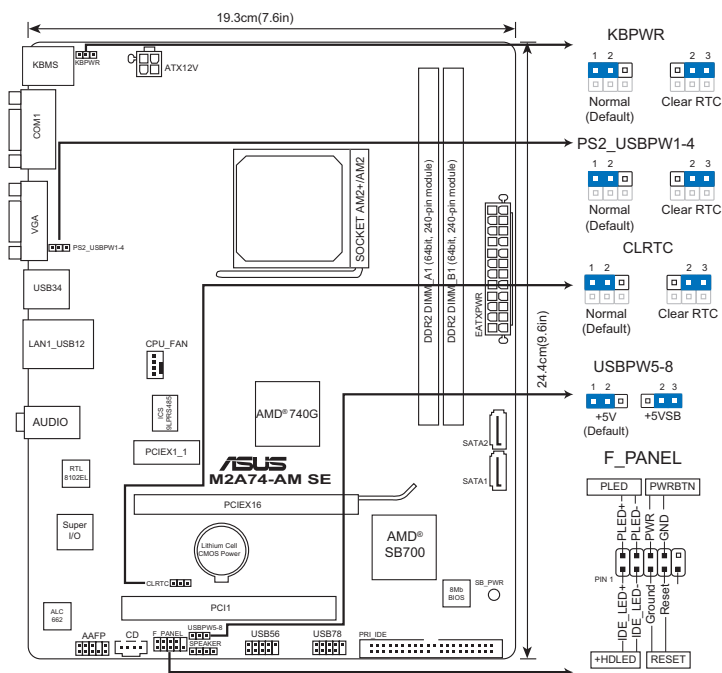 19.3cm(7.6in)
KBMS
KBPWR
ATX12V
COM1
VGA
PS2_USBPW1-4
SOCKET AM2+/AM2
DDR2 DIMM_A1 (64bit, 240-pin module)
DDR2 DIMM_B1 (64bit, 240-pin module)
EATXPWR
24.4cm(9.6in)
USB34
LAN1_USB12
CPU_FAN
ICS
9LPRS485
AMD® 740G
AUDIO
PCIEX1_1
SATA2
SATA1
ASUS
M2A74-AM SE
RTL
8102EL
PCIEX16
Super
I/O
Lithium Cell
CMOS Power
AMD®
SB700
CLRTC
8Mb
BIOS
SB_PWR
ALC
662
PCI1
AAFP
CD
F_PANEL
USBPW5-8
SPEAKER
USB56
USB78
PRI_IDE
KBPWR
1 2
2 3
Normal
(Default)
Clear RTC
PS2_USBPW1-4
1 2
2 3
Normal
(Default)
Clear RTC
CLRTC
1 2
2 3
Normal
(Default)
Clear RTC
USBPW5-8
1 2
2 3
+5V
(Default)
+5VSB
F_PANEL
PLED
PWRBTN
PLED+
PLED-
PWR
GND
PIN 1
IDE_LED+
IDE_LED-
Ground
Reset
+HDLED
RESET